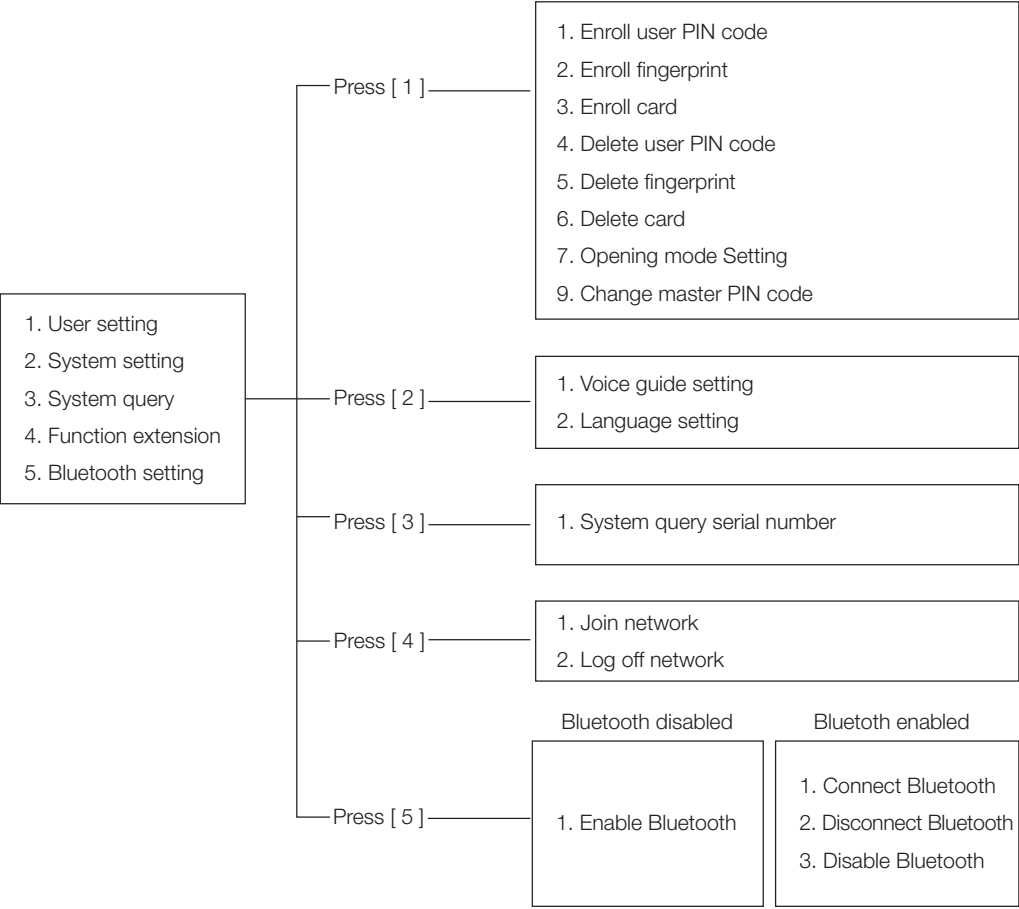 1. User setting
2. System setting
3. System query
4. Function extension
5. Bluetooth setting
Press [ 1 ]
1. Enroll user PIN code
2. Enroll fingerprint
3. Enroll card
4. Delete user PIN code
5. Delete fingerprint
6. Delete card
7. Opening mode Setting
9. Change master PIN code
Press [ 2 ]
1. Voice guide setting
2. Language setting
Press [ 3 ]
1. System query serial number
Press [ 4 ]
1. Join network
2. Log off network
Press [ 5 ]
Bluetooth disabled
1. Enable Bluetooth
Bluetoth enabled
1. Connect Bluetooth
2. Disconnect Bluetooth
3. Disable Bluetooth